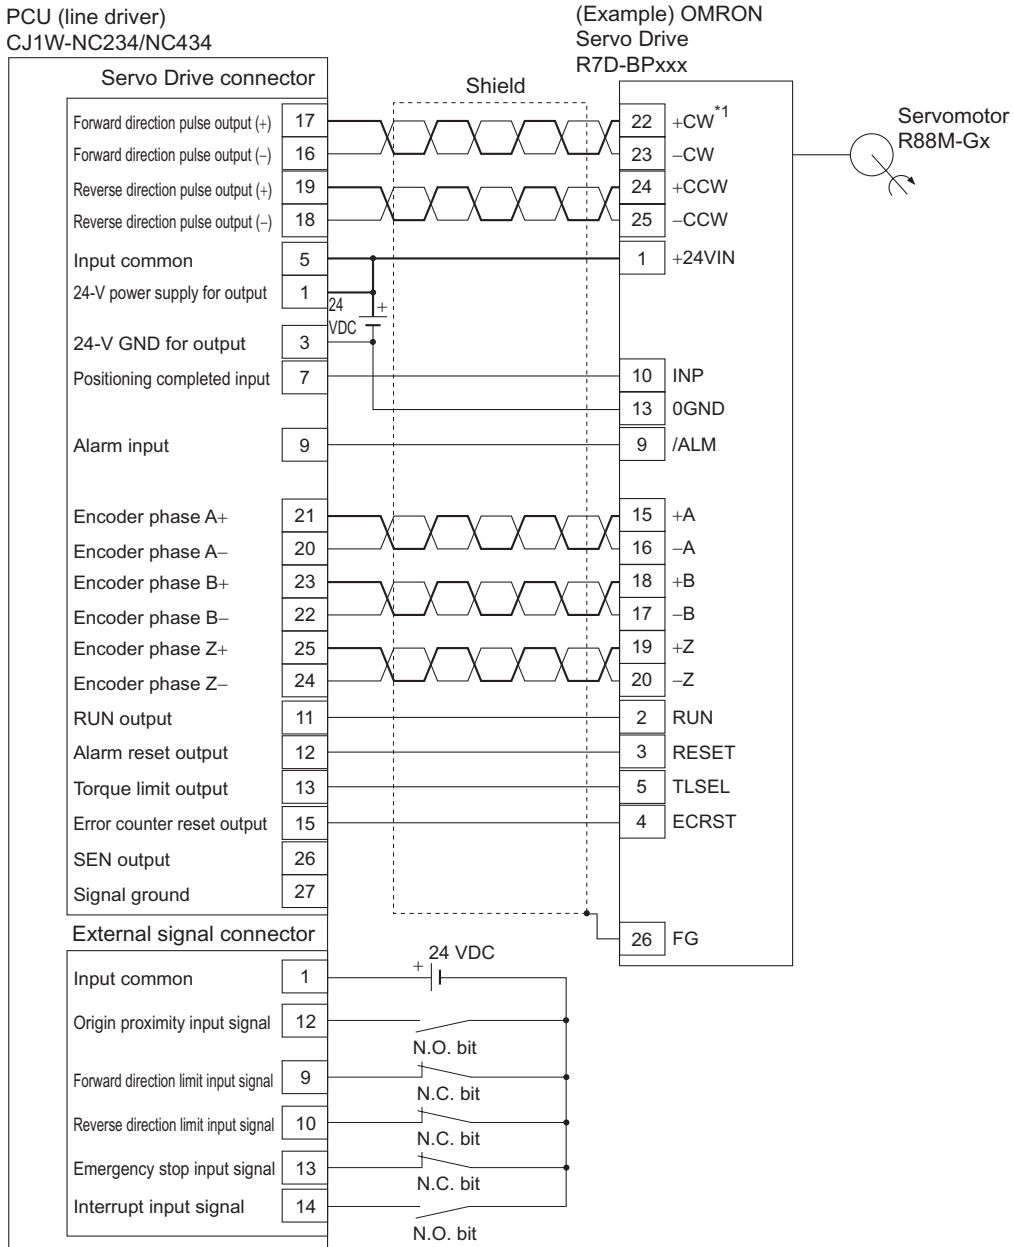 PCU (line driver)
CJ1W-NC234/NC434
(Example) OMRON
Servo Drive
R7D-BPxxx
Servo Drive connector
Shield
Servomotor
R88M-Gx
Forward direction pulse output (+) 17 22 +CW*1
Forward direction pulse output (−) 16 23 −CW
Reverse direction pulse output (+) 19 24 +CCW
Reverse direction pulse output (−) 18 25 −CCW
Input common 5 1 +24VIN
24-V power supply for output 1
24 +
VDC
24-V GND for output 3
Positioning completed input 7 10 INP
13 0GND
Alarm input 9 9 /ALM
Encoder phase A+ 21 15 +A
Encoder phase A− 20 16 −A
Encoder phase B+ 23 18 +B
Encoder phase B− 22 17 −B
Encoder phase Z+ 25 19 +Z
Encoder phase Z− 24 20 −Z
RUN output 11 2 RUN
Alarm reset output 12 3 RESET
Torque limit output 13 5 TLSEL
Error counter reset output 15 4 ECRST
SEN output 26
Signal ground 27
26 FG
External signal connector
+ 24 VDC
Input common 1
Origin proximity input signal 12
N.O. bit
Forward direction limit input signal 9
N.C. bit
Reverse direction limit input signal 10
N.C. bit
Emergency stop input signal 13
N.C. bit
Interrupt input signal 14
N.O. bit